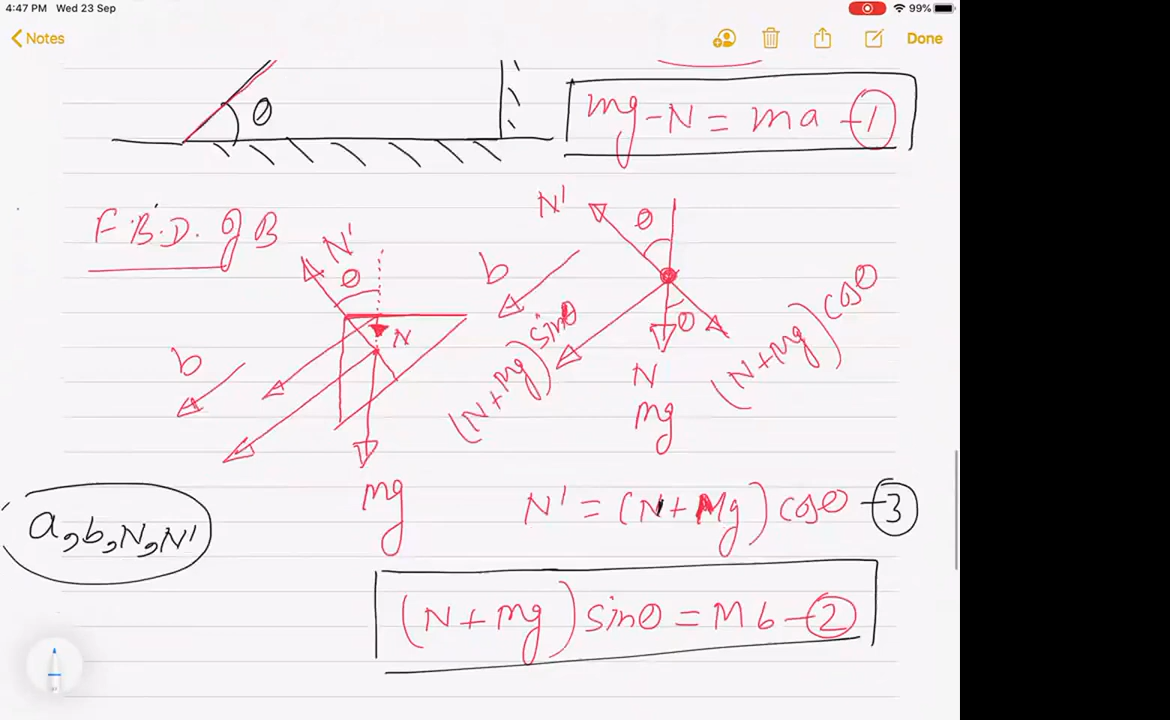 4:47 PM Wed 23 Sep
99%
Notes
Done
θ
mg - N = ma - 1
F.B.D. of B
N'
θ
N
b
b
mg
N'
θ
θ
b
(N+Mg) sinθ
(N+Mg) cosθ
N
mg
a, b, N, N'
N' = (N+Mg) cosθ - 3
(N+mg) sinθ = Mb - 2